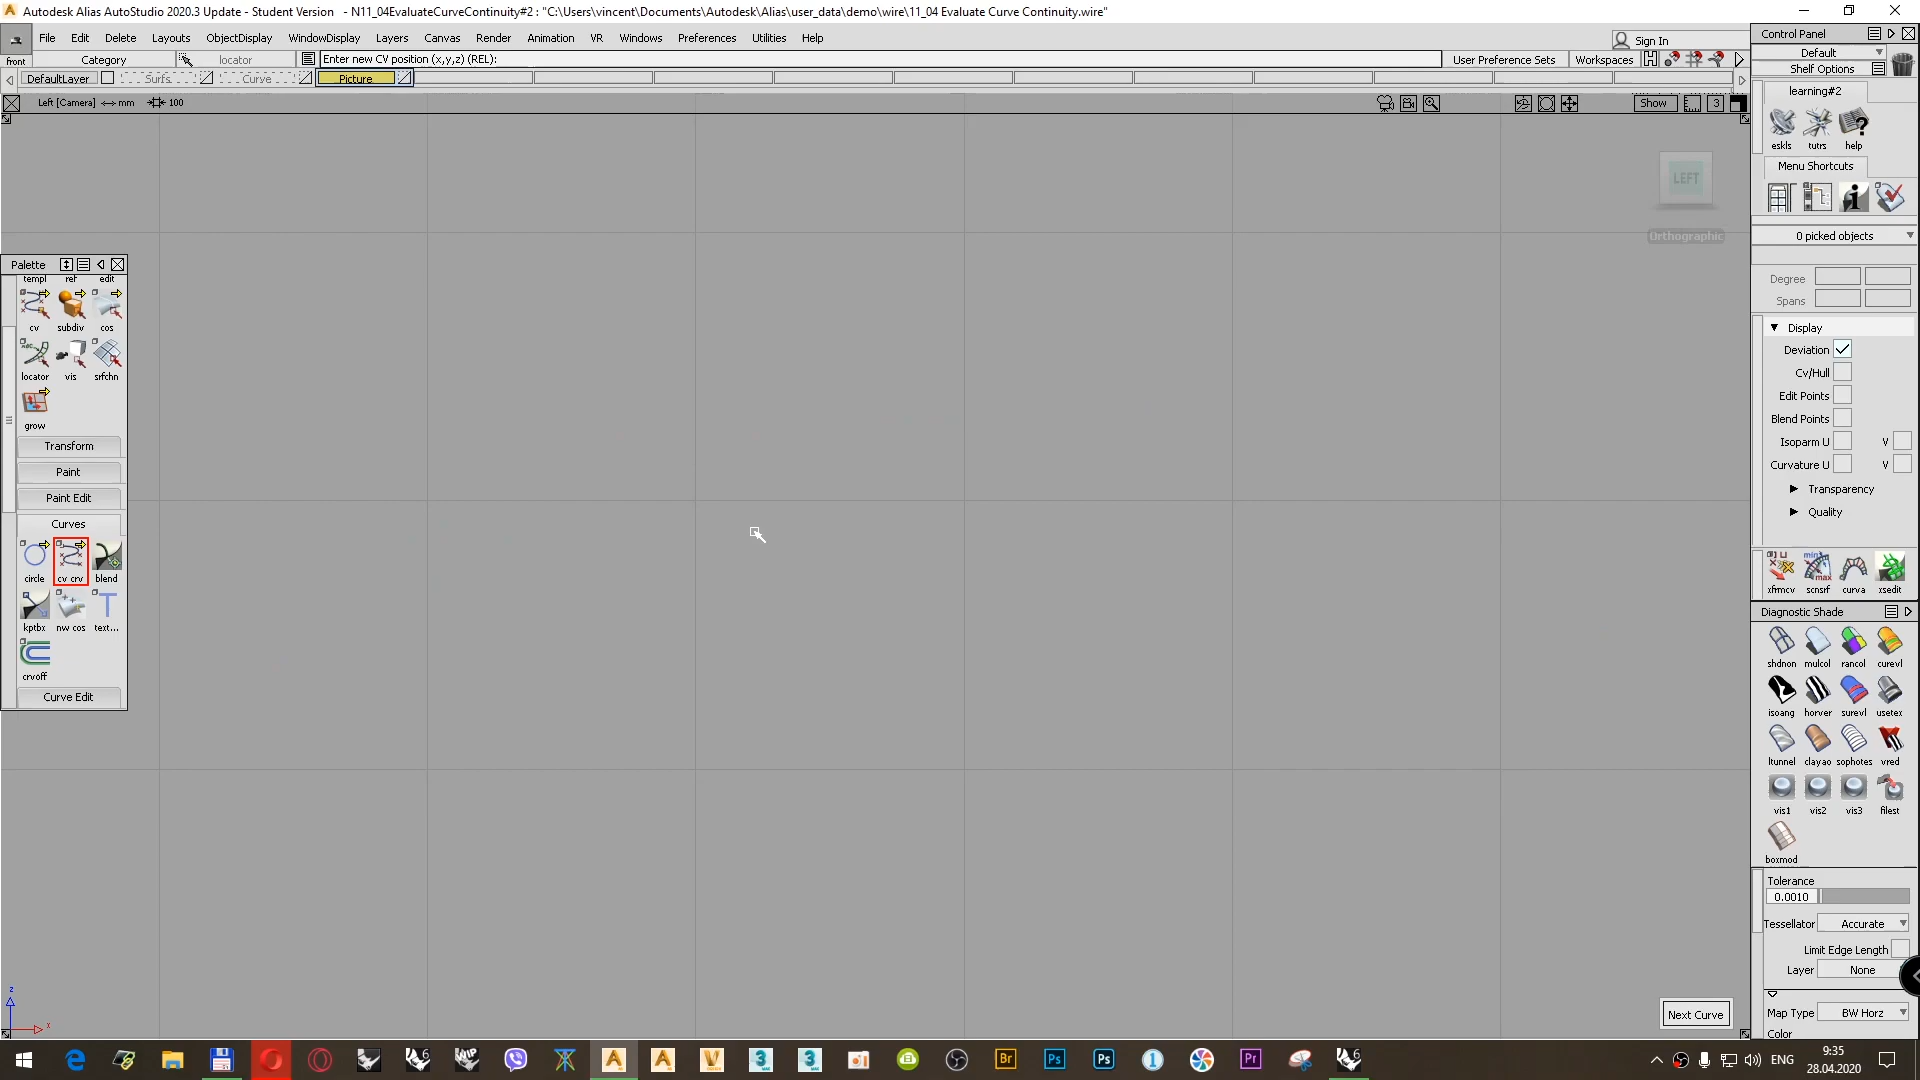 Autodesk Alias AutoStudio 2020.3 Update - Student Version - N11_04EvaluateCurveContinuity#2 : "C:\Users\vincent\Documents\Autodesk\Alias\user_data\demo\wire\11_04 Evaluate Curve Continuity.wire"
File Edit Delete Layouts ObjectDisplay WindowDisplay Layers Canvas Render Animation VR Windows Preferences Utilities Help
Sign In
front Category locator Enter new CV position (x,y,z) (REL): User Preference Sets Workspaces
DefaultLayer Surfs Curve Picture
Left [Camera] mm 100 Show 3
LEFT
Orthographic
Palette
templ ref edit
cv subdiv cos
locator vis srfchn
grow
Transform
Paint
Paint Edit
Curves
circle cv crv blend
kptbx nw cos text...
crvoff
Curve Edit
z
x
Next Curve
Control Panel
Default
Shelf Options
learning#2
eskls tutrs help
Menu Shortcuts
0 picked objects
Degree
Spans
Display
Deviation
Cv/Hull
Edit Points
Blend Points
Isoparm U V
Curvature U V
Transparency
Quality
xfrmcv scnsrf curva xsedit
Diagnostic Shade
shdnon mulcol rancol curevl
isoang horver surevl usetex
ltunnel clayao sophotes vred
vis1 vis2 vis3 filest
boxmod
Tolerance
0.0010
Tessellator Accurate
Limit Edge Length
Layer None
Map Type BW Horz
Color
ENG
9:35
28.04.2020